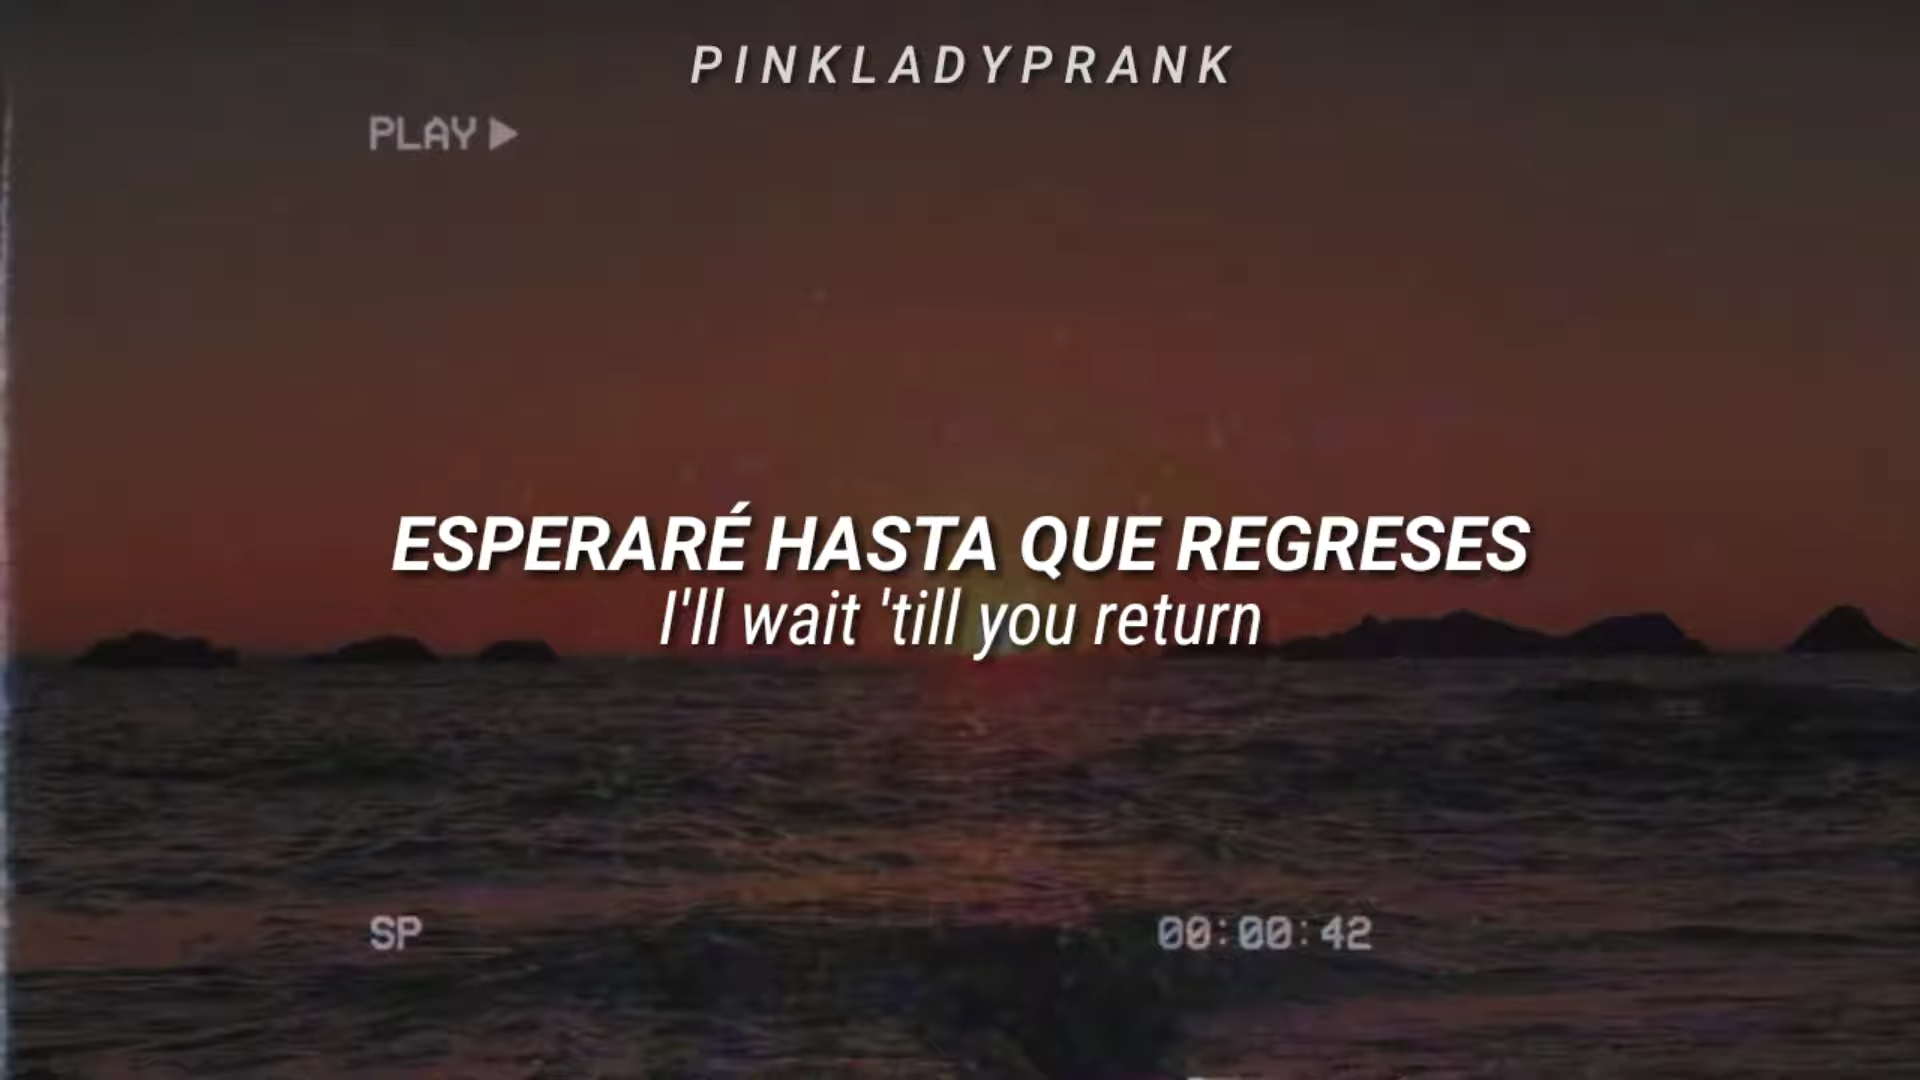 PINKLADYPRANK
PLAY ▶
ESPERARÉ HASTA QUE REGRESES
I'll wait 'till you return
SP
00:00:42